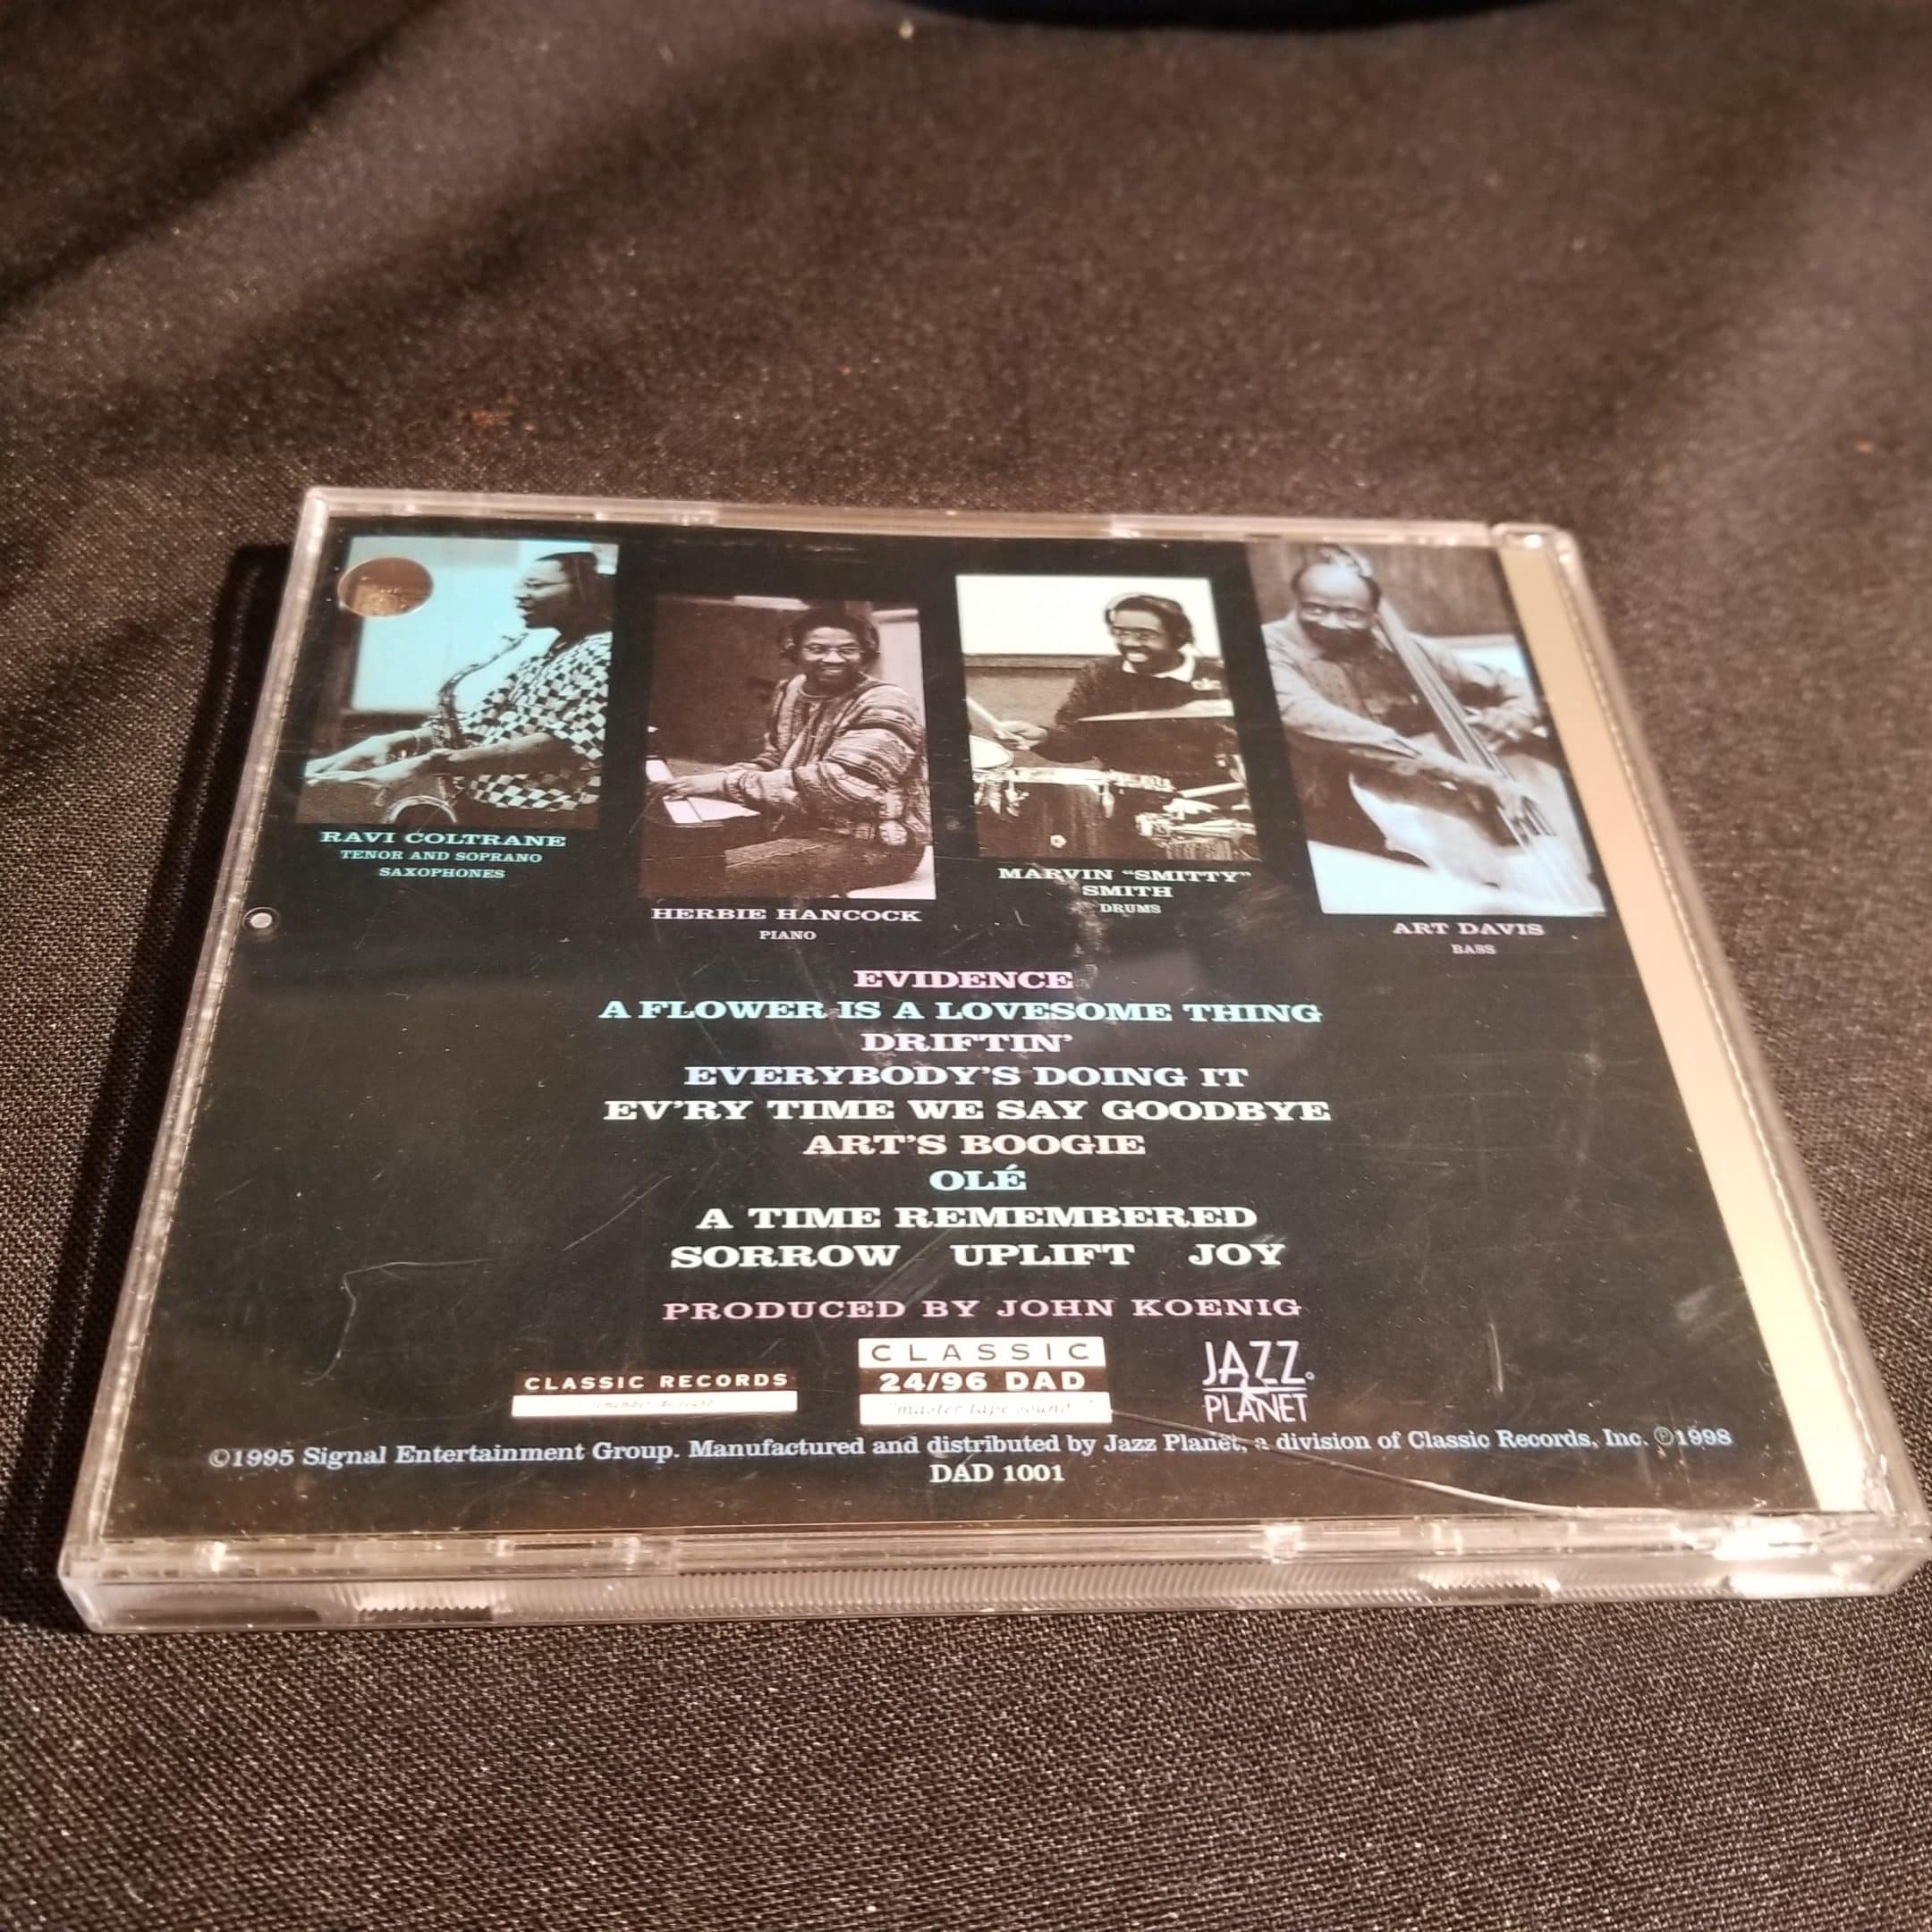 RAVI COLTRANE
TENOR AND SOPRANO
SAXOPHONES
HERBIE HANCOCK
PIANO
MARVIN “SMITTY”
SMITH
DRUMS
ART DAVIS
BASS
EVIDENCE
A FLOWER IS A LOVESOME THING
DRIFTIN’
EVERYBODY’S DOING IT
EV’RY TIME WE SAY GOODBYE
ART’S BOOGIE
OLÉ
A TIME REMEMBERED
SORROW UPLIFT JOY
PRODUCED BY JOHN KOENIG
CLASSIC RECORDS
CLASSIC
24/96 DAD
"master tape sound"
JAZZ
PLANET
©1995 Signal Entertainment Group. Manufactured and distributed by Jazz Planet, a division of Classic Records, Inc. ℗1998
DAD 1001